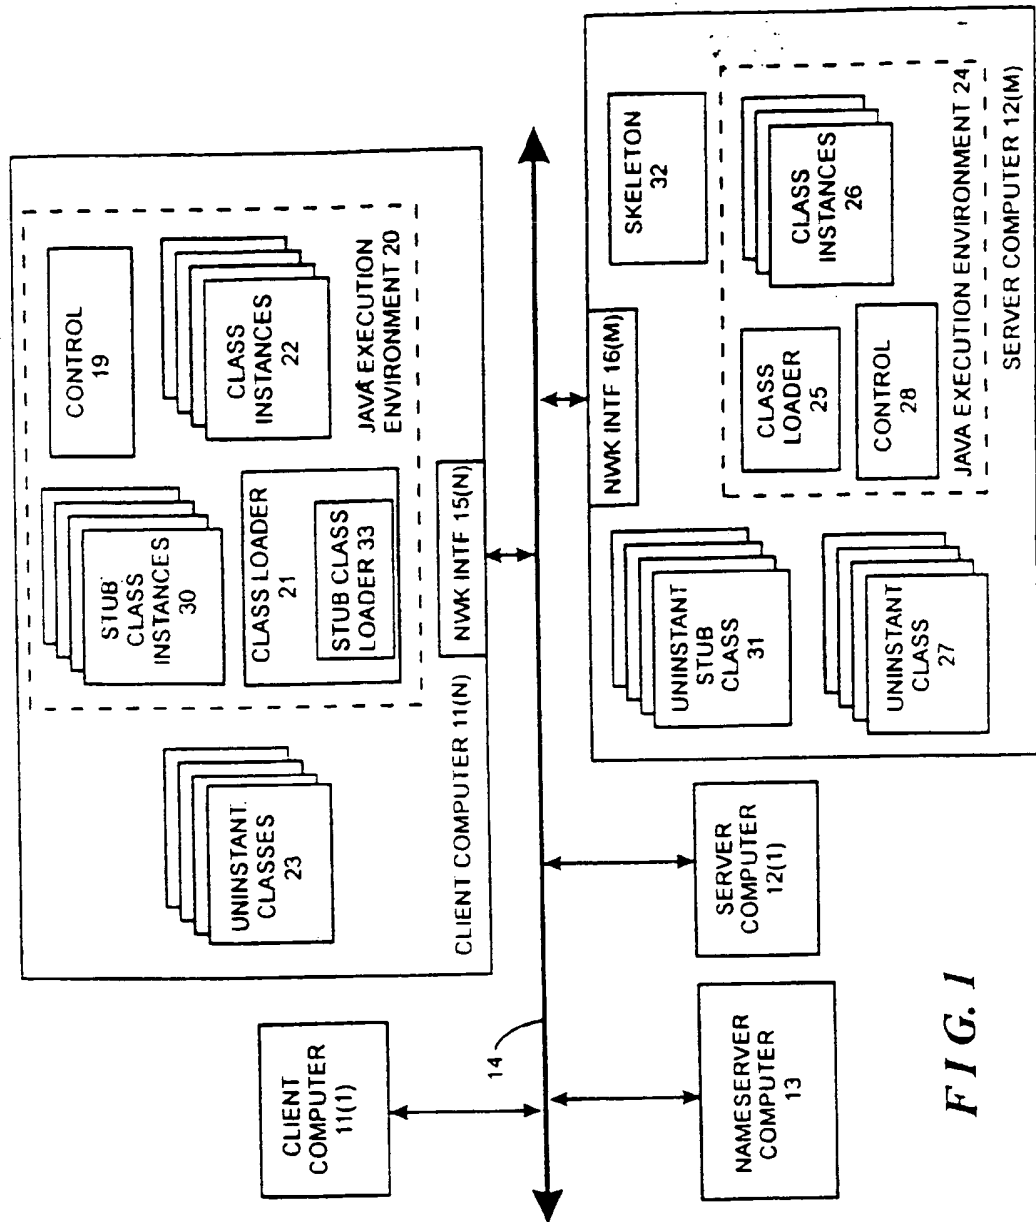 CLIENT
COMPUTER
11(1)
UNINSTANT
CLASSES
23
STUB
CLASS
INSTANCES
30
CONTROL
19
CLASS LOADER
21
STUB CLASS
LOADER 33
CLASS
INSTANCES
22
JAVA EXECUTION
ENVIRONMENT 20
CLIENT COMPUTER 11(N)
NWK INTF 15(N)
14
NAMESERVER
COMPUTER
13
SERVER
COMPUTER
12(1)
NWK INTF 16(M)
SKELETON
32
UNINSTANT
STUB
CLASS
31
CLASS
LOADER
25
CLASS
INSTANCES
26
UNINSTANT
CLASS
27
CONTROL
28
JAVA EXECUTION ENVIRONMENT 24
SERVER COMPUTER 12(M)
FIG. 1